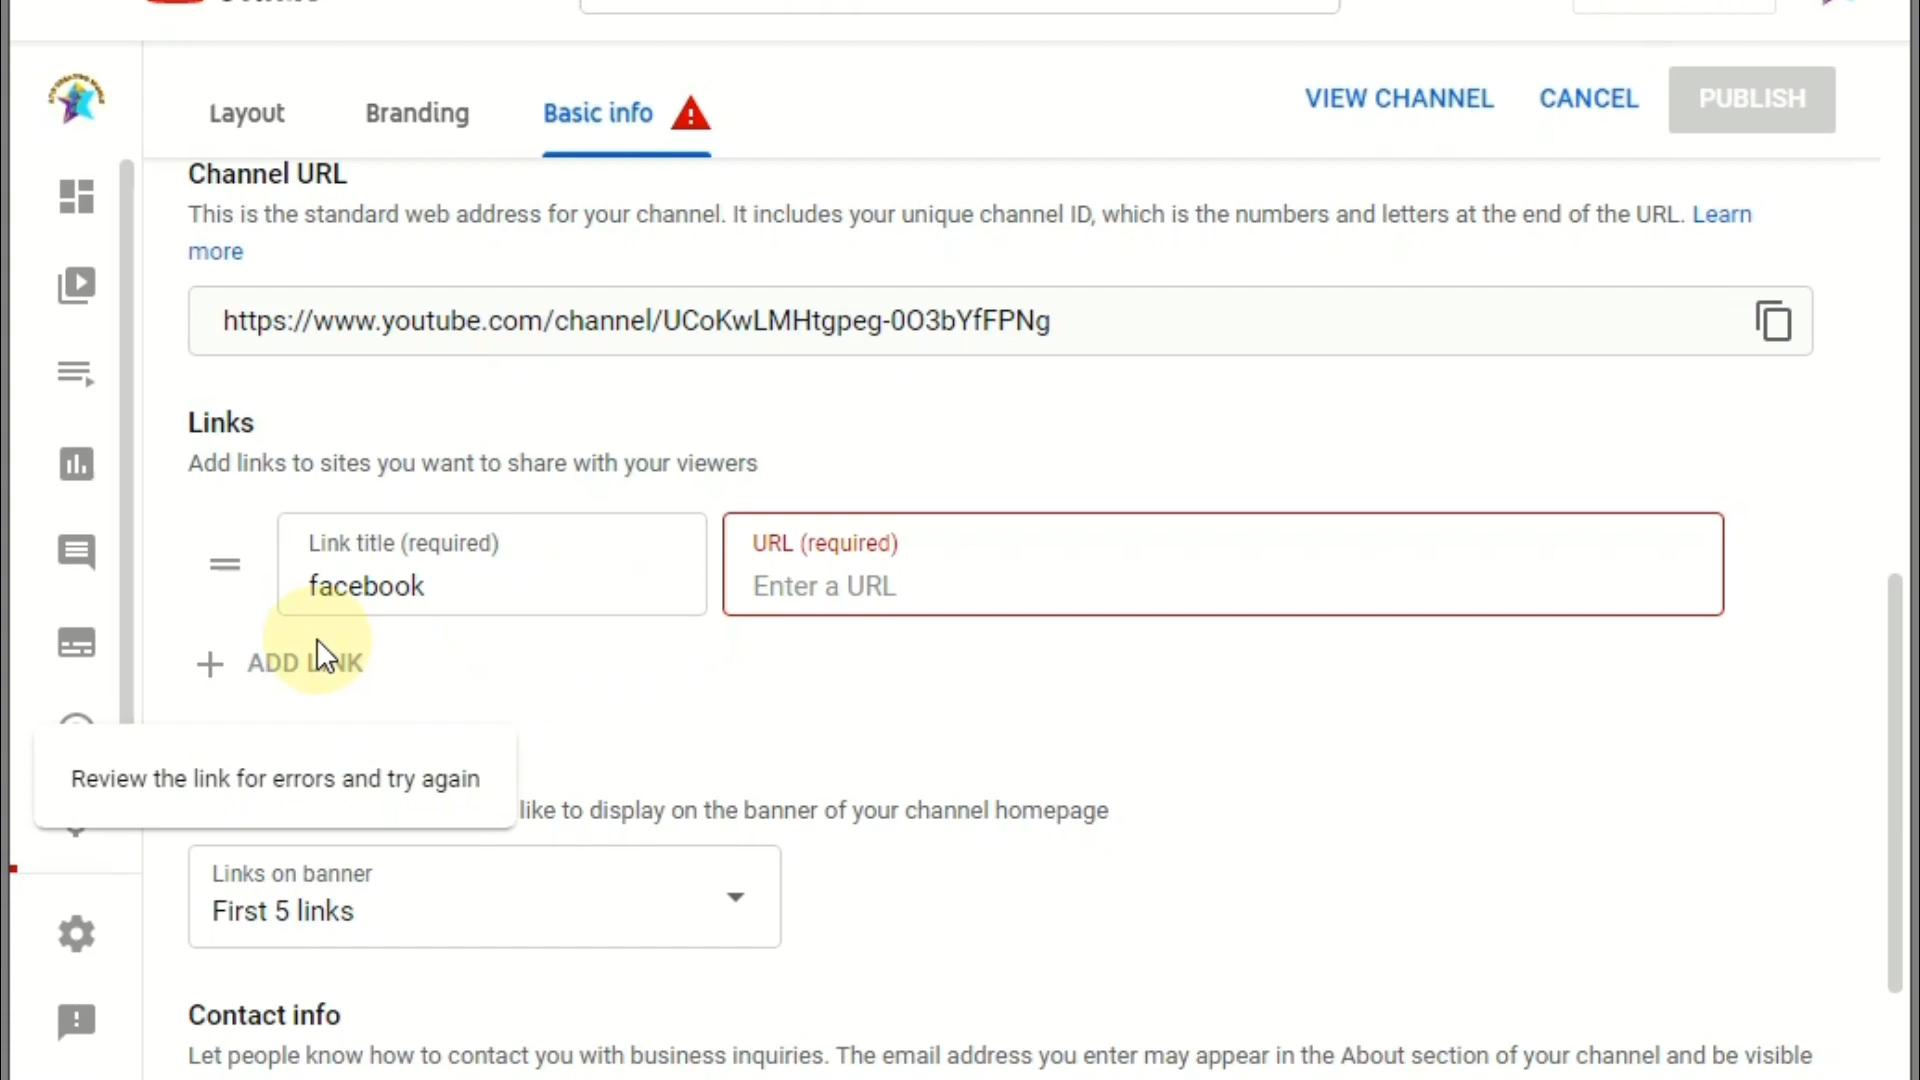 Layout
Branding
Basic info
VIEW CHANNEL
CANCEL
PUBLISH
Channel URL
This is the standard web address for your channel. It includes your unique channel ID, which is the numbers and letters at the end of the URL. Learn
more
https://www.youtube.com/channel/UCoKwLMHtgpeg-0O3bYfFPNg
Links
Add links to sites you want to share with your viewers
Link title (required)
facebook
URL (required)
Enter a URL
ADD LINK
Review the link for errors and try again
like to display on the banner of your channel homepage
Links on banner
First 5 links
Contact info
Let people know how to contact you with business inquiries. The email address you enter may appear in the About section of your channel and be visible